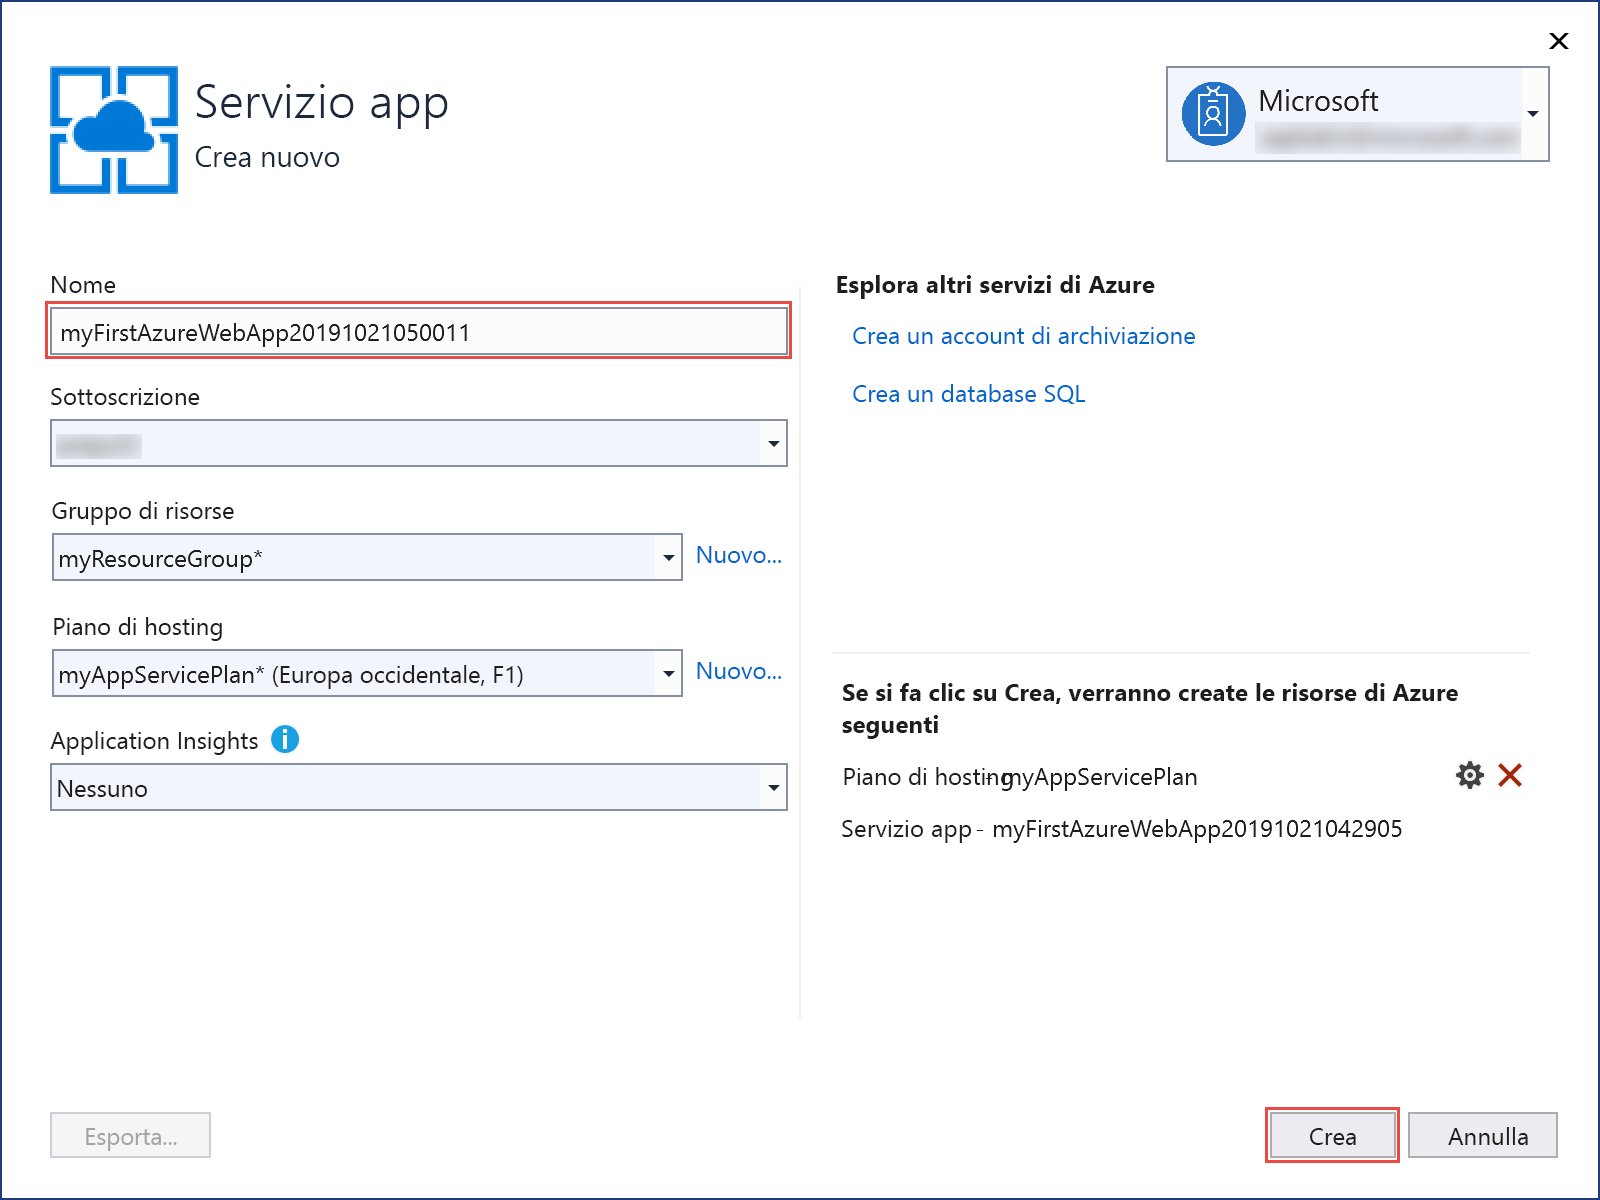 Servizio app
Crea nuovo
Microsoft
Nome
myFirstAzureWebApp20191021050011
Sottoscrizione
Gruppo di risorse
myResourceGroup*
Nuovo...
Piano di hosting
myAppServicePlan* (Europa occidentale, F1)
Nuovo...
Application Insights
Nessuno
Esplora altri servizi di Azure
Crea un account di archiviazione
Crea un database SQL
Se si fa clic su Crea, verranno create le risorse di Azure
seguenti
Piano di hosting - myAppServicePlan
Servizio app - myFirstAzureWebApp20191021042905
Esporta...
Crea
Annulla